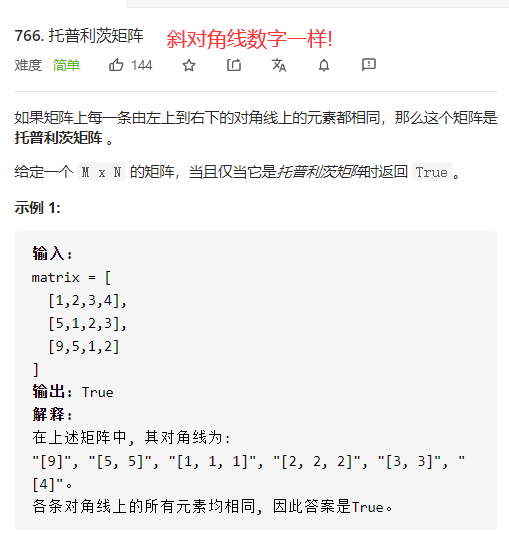 766. 托普利茨矩阵 斜对角线数字一样!
难度 简单 144
如果矩阵上每一条由左上到右下的对角线上的元素都相同，那么这个矩阵是
托普利茨矩阵 。
给定一个 M x N 的矩阵，当且仅当它是托普利茨矩阵时返回 True。
示例 1:
输入:
matrix = [
[1,2,3,4],
[5,1,2,3],
[9,5,1,2]
]
输出: True
解释:
在上述矩阵中, 其对角线为:
"[9]", "[5, 5]", "[1, 1, 1]", "[2, 2, 2]", "[3, 3]", "
[4]"。
各条对角线上的所有元素均相同, 因此答案是True。